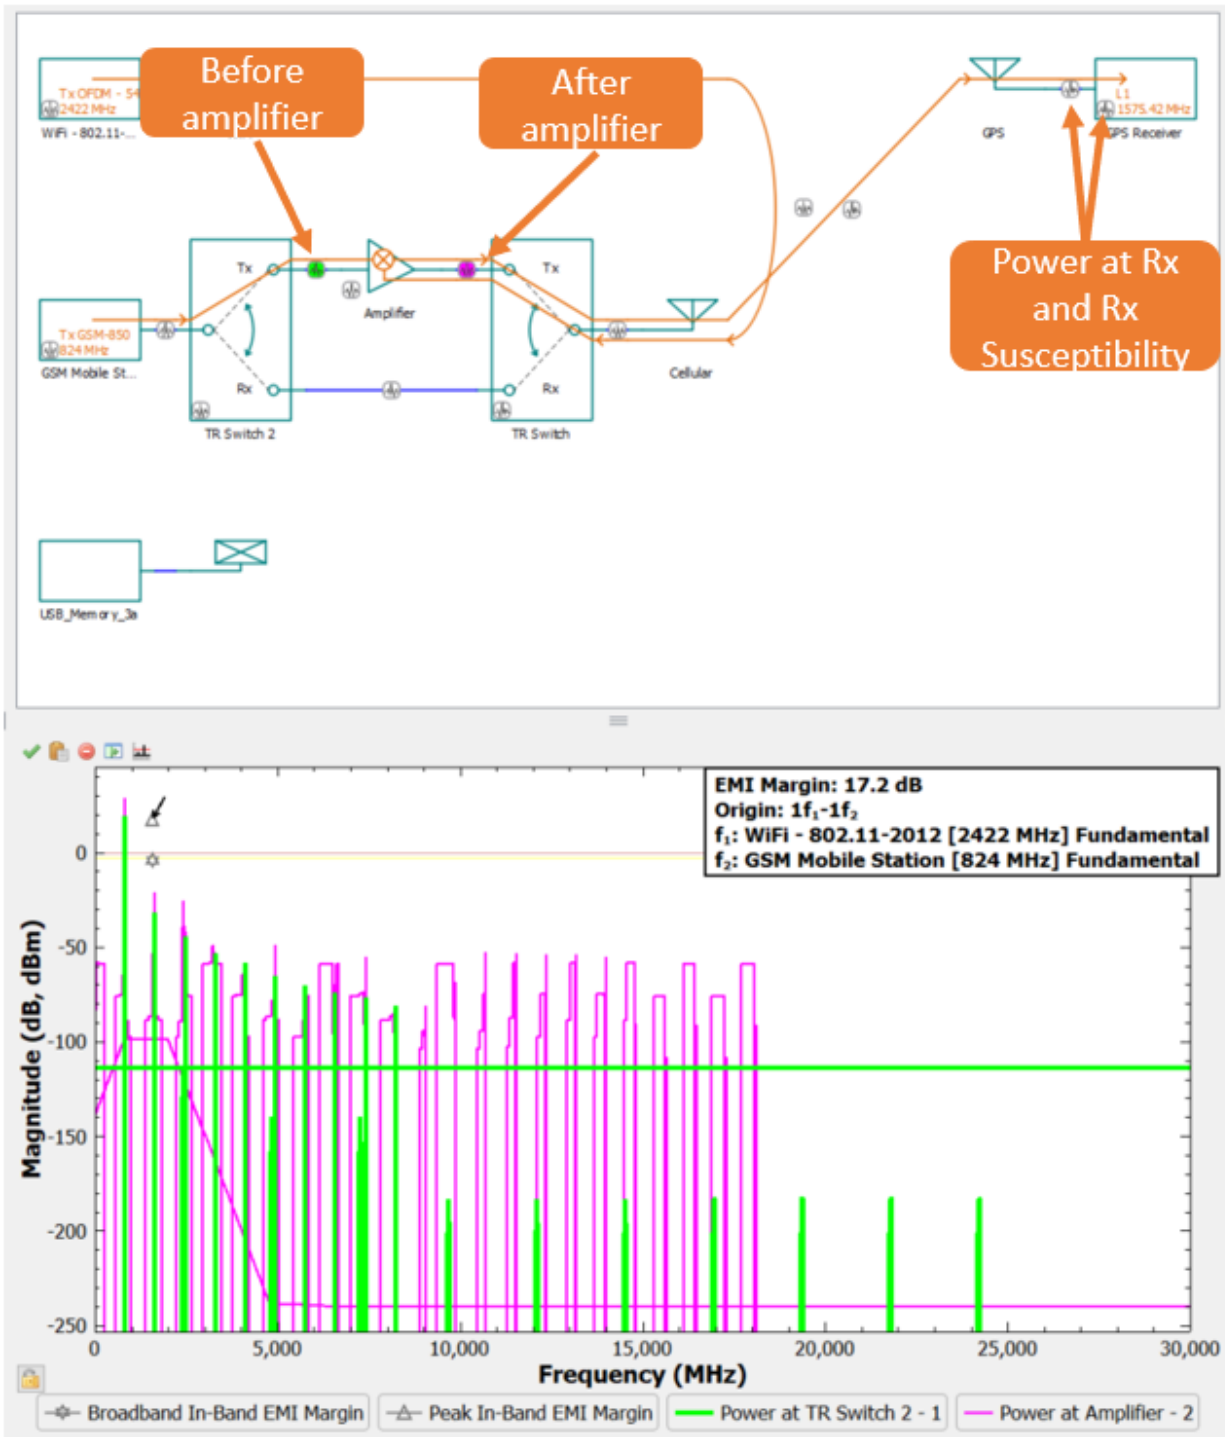 Before
amplifier
After
amplifier
Tx OFDM - 54
2422 MHz
WiFi - 802.11-...
GPS
L1
1575.42 MHz
GPS Receiver
Power at Rx
and Rx
Susceptibility
Tx
Tx
Amplifier
Tx GSM-850
824 MHz
GSM Mobile St...
Cellular
Rx
Rx
TR Switch 2
TR Switch
USB_Memory_3a
EMI Margin: 17.2 dB
Origin: 1f₁-1f₂
f₁: WiFi - 802.11-2012 [2422 MHz] Fundamental
f₂: GSM Mobile Station [824 MHz] Fundamental
Magnitude (dB, dBm)
0
-50
-100
-150
-200
-250
0 5,000 10,000 15,000 20,000 25,000 30,000
Frequency (MHz)
Broadband In-Band EMI Margin
Peak In-Band EMI Margin
Power at TR Switch 2 - 1
Power at Amplifier - 2